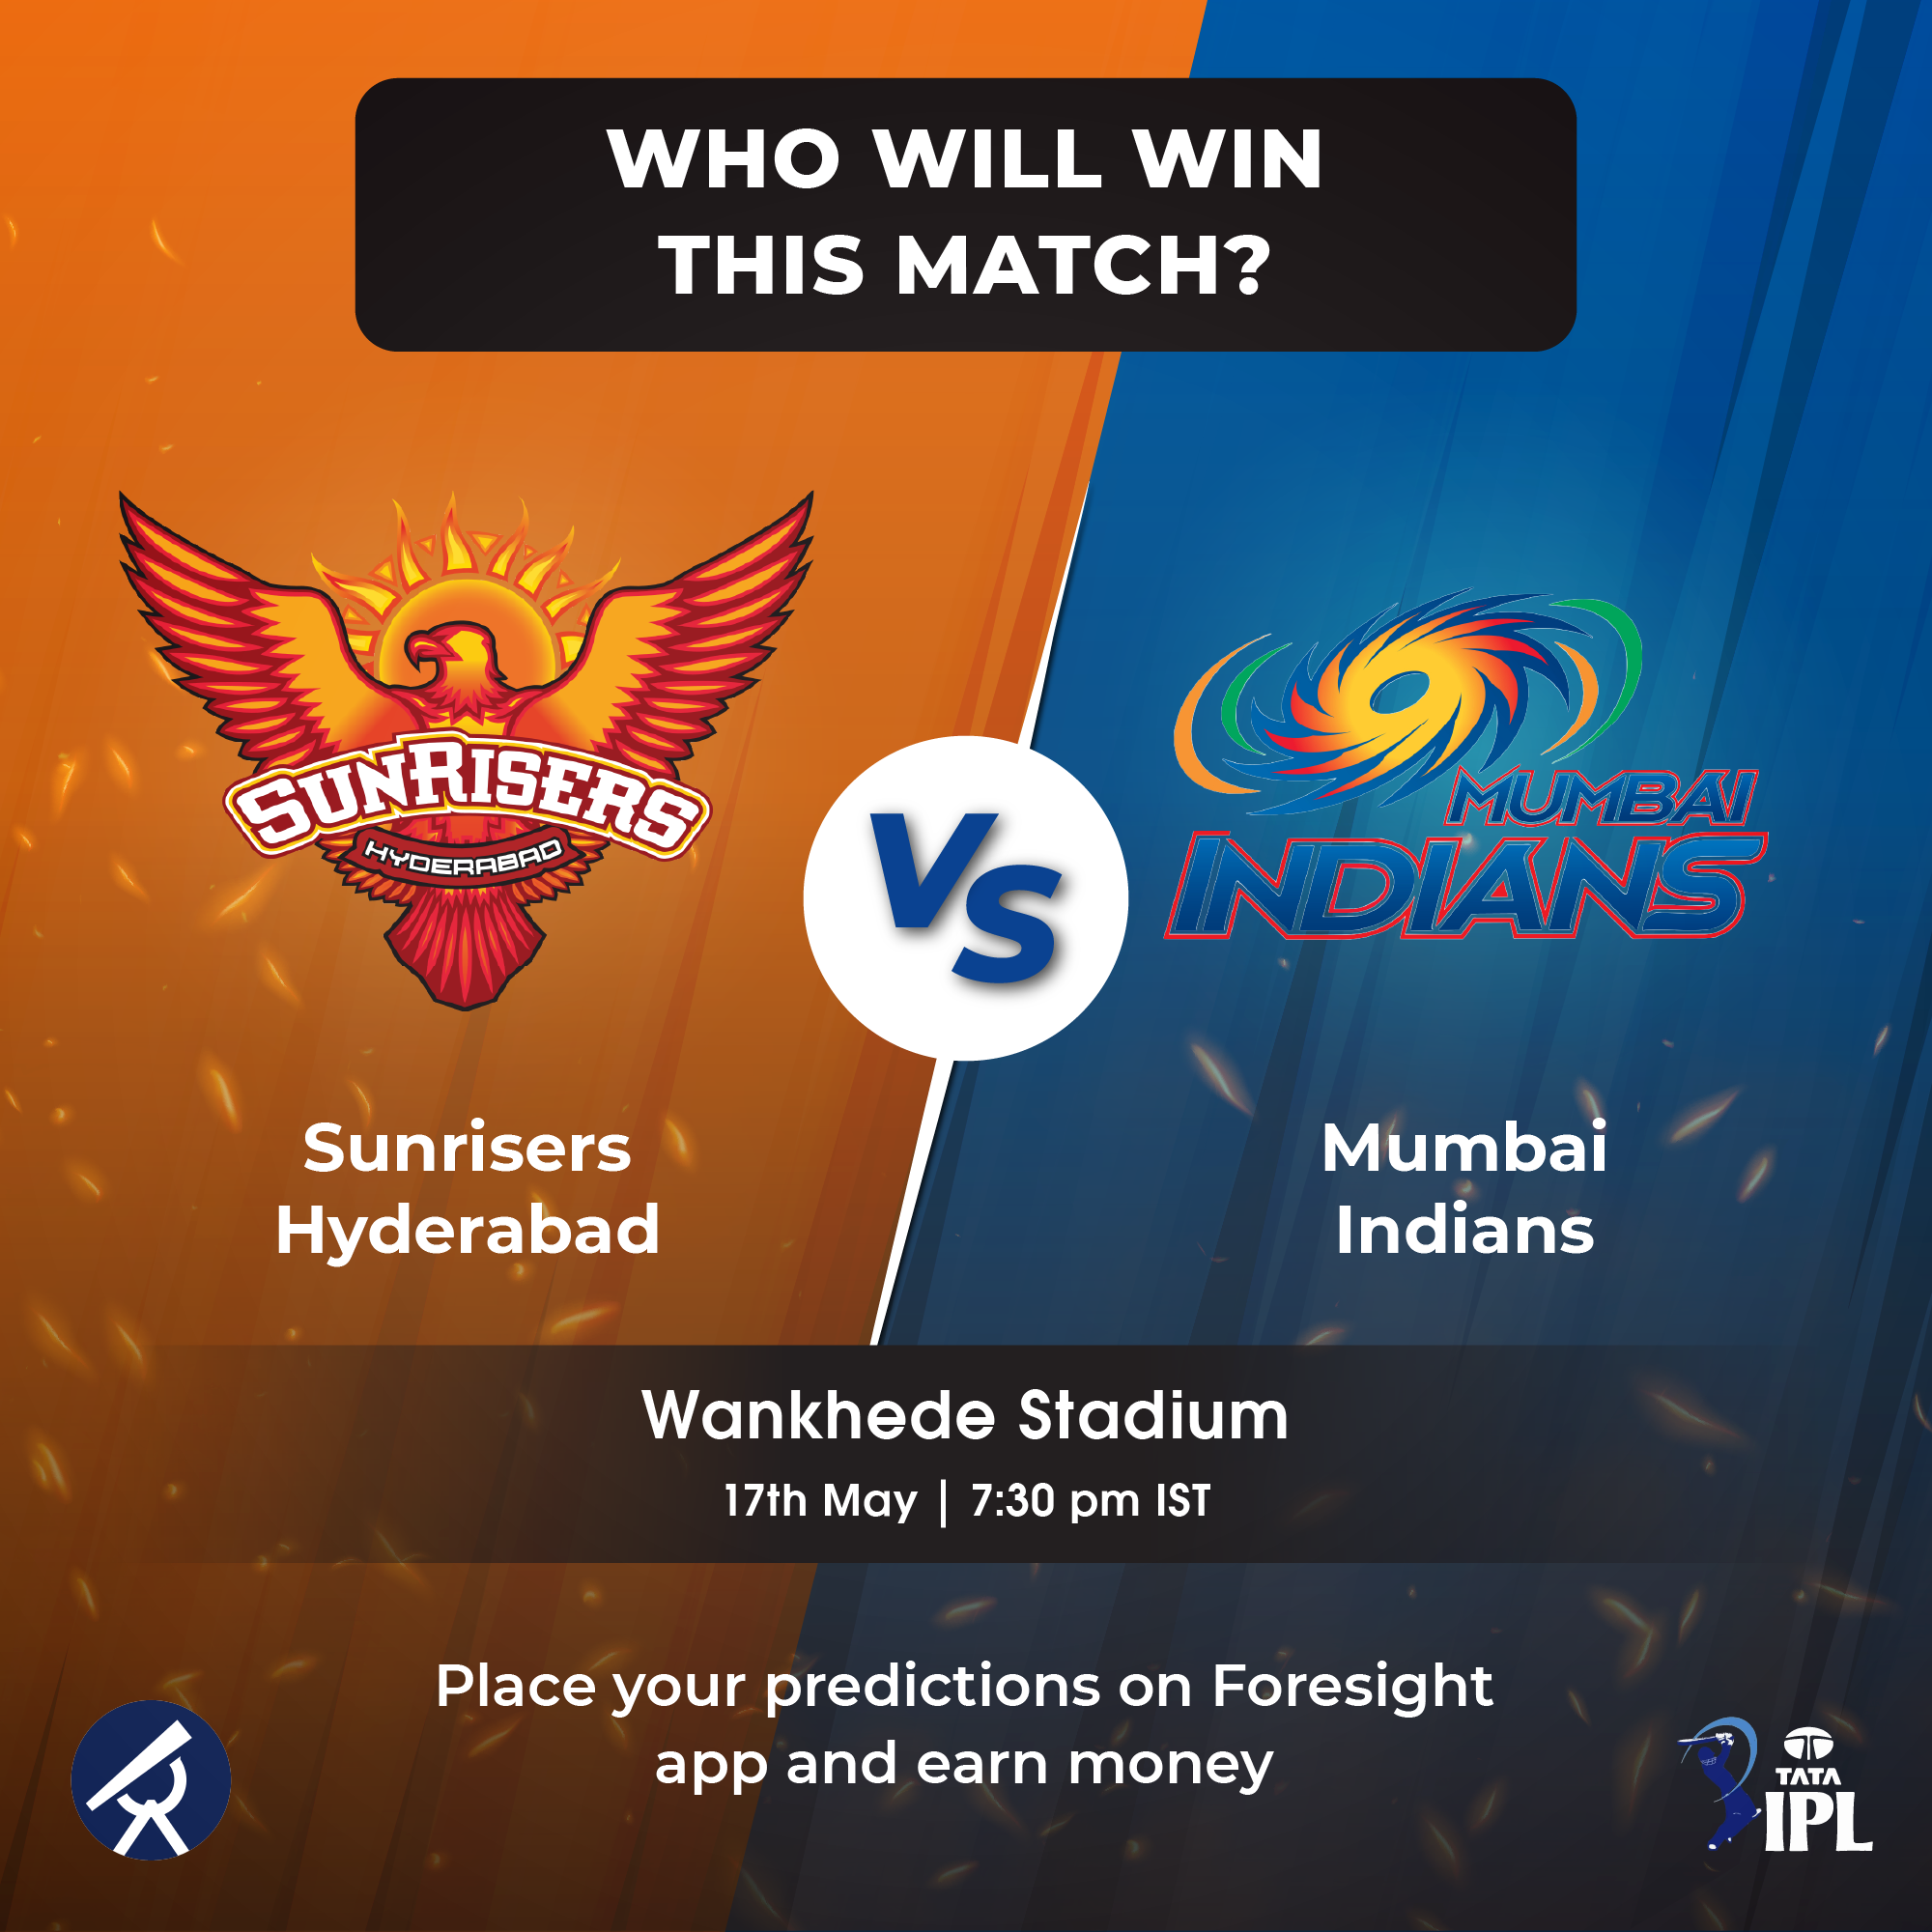 WHO WILL WIN
THIS MATCH?
SUNRISERS
HYDERABAD
VS
MUMBAI
INDIANS
Sunrisers
Hyderabad
Mumbai
Indians
Wankhede Stadium
17th May | 7:30 pm IST
Place your predictions on Foresight
app and earn money
TATA
IPL